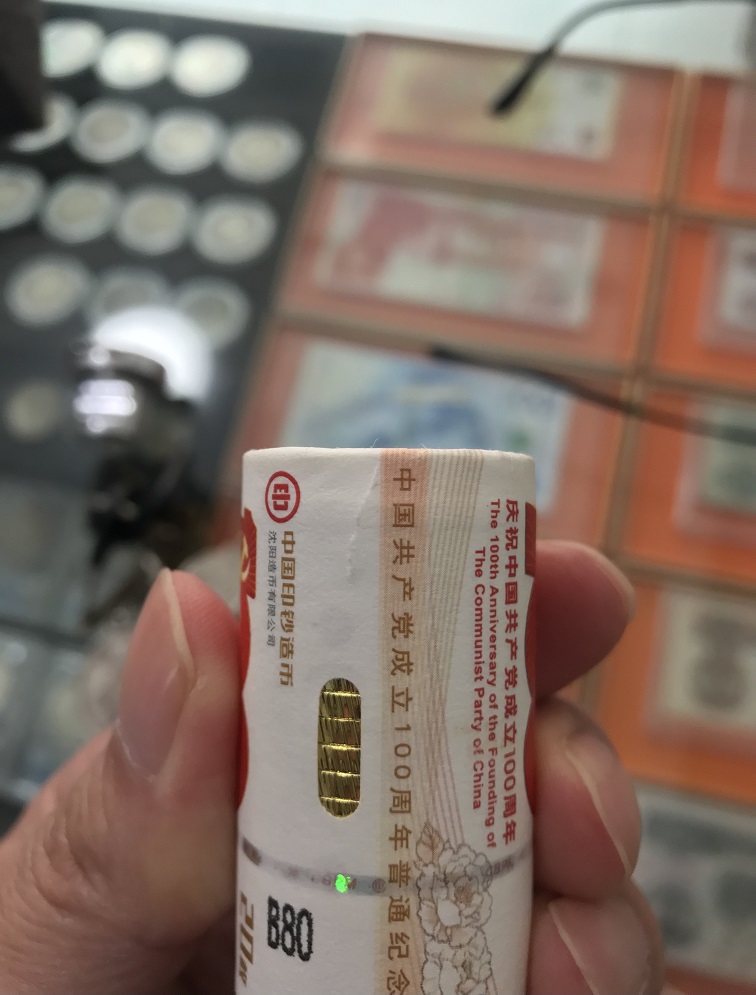 庆祝中国共产党成立100周年
The 100th Anniversary of the Founding of
The Communist Party of China
中国共产党成立100周年普通纪念
印
中国印钞造币
沈阳造币有限公司
B80